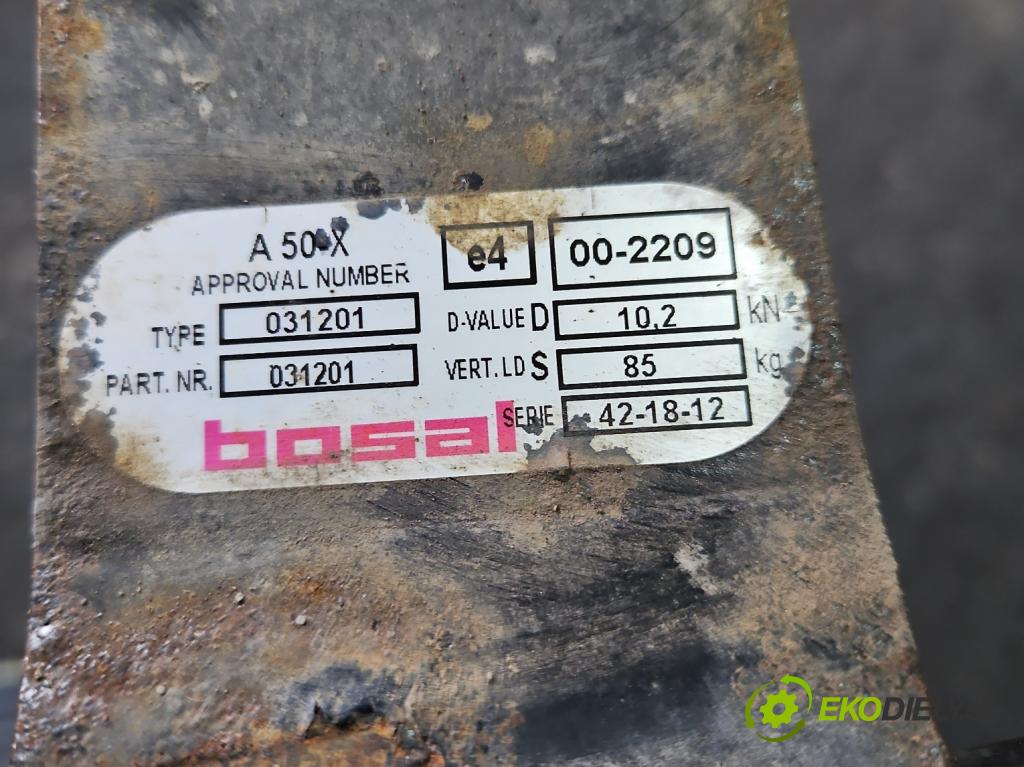 A 50-X
APPROVAL NUMBER
e4
00-2209
TYPE 031201
D-VALUE D 10,2 kN
PART. NR. 031201
VERT. LD S 85 kg
bosal
SERIE 42-18-12